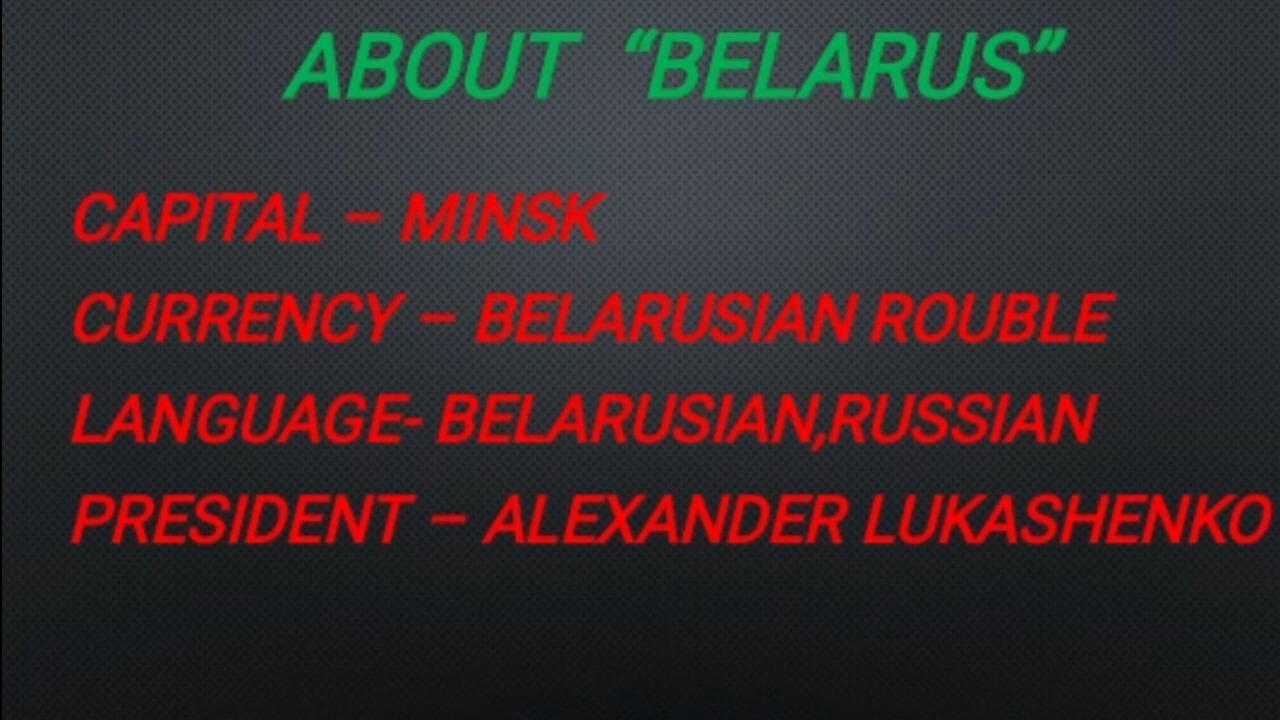 ABOUT “BELARUS”
CAPITAL – MINSK
CURRENCY – BELARUSIAN ROUBLE
LANGUAGE- BELARUSIAN,RUSSIAN
PRESIDENT – ALEXANDER LUKASHENKO